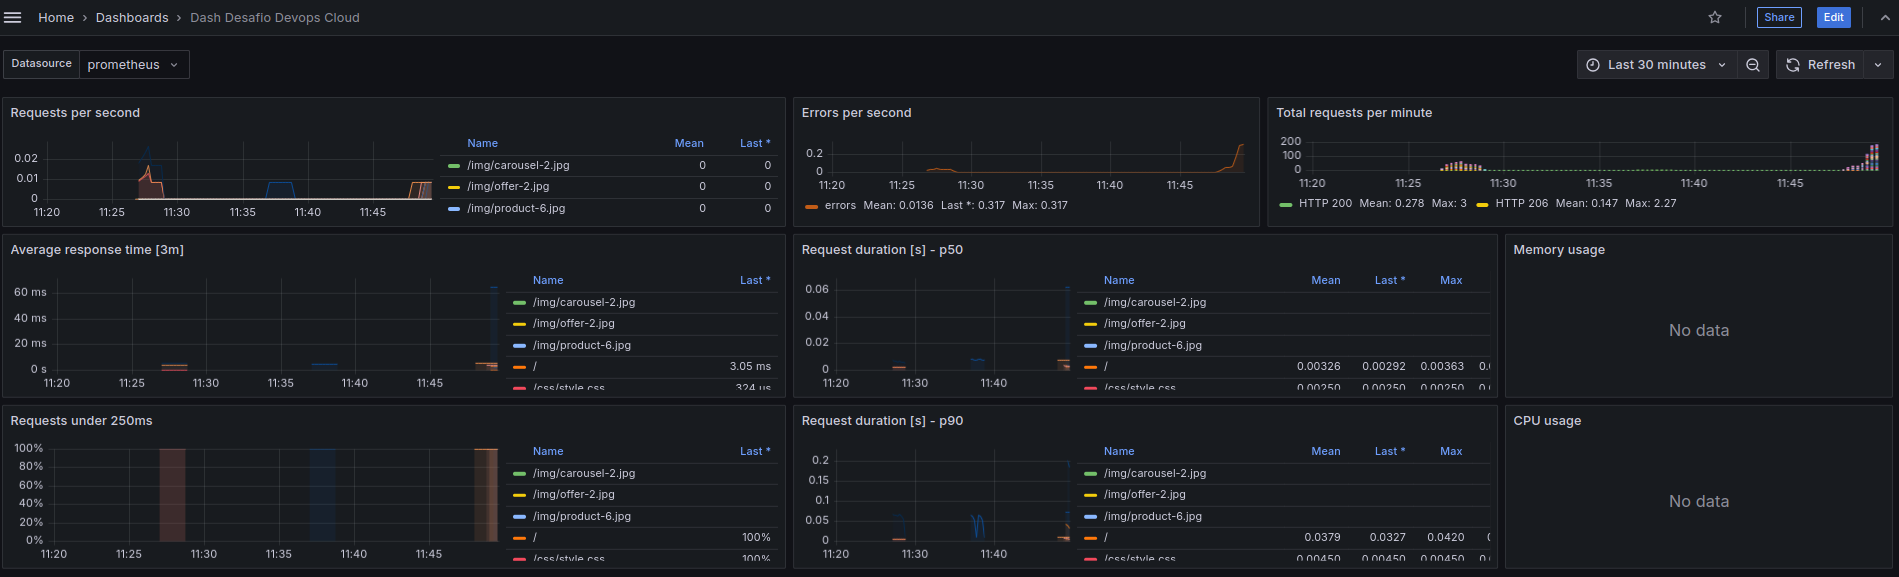 Home › Dashboards › Dash Desafio Devops Cloud
Share
Edit
Datasource
prometheus
Last 30 minutes
Refresh
Requests per second
0.02
0.01
0
11:20 11:25 11:30 11:35 11:40 11:45
Name Mean Last *
/img/carousel-2.jpg 0 0
/img/offer-2.jpg 0 0
/img/product-6.jpg 0 0
Errors per second
0.2
0
11:20 11:25 11:30 11:35 11:40 11:45
errors Mean: 0.0136 Last *: 0.317 Max: 0.317
Total requests per minute
200
100
0
11:20 11:25 11:30 11:35 11:40 11:45
HTTP 200 Mean: 0.278 Max: 3 HTTP 206 Mean: 0.147 Max: 2.27
Average response time [3m]
60 ms
40 ms
20 ms
0 s
11:20 11:25 11:30 11:35 11:40 11:45
Name Last *
/img/carousel-2.jpg
/img/offer-2.jpg
/img/product-6.jpg
/ 3.05 ms
/css/style.css 324 us
Request duration [s] - p50
0.06
0.04
0.02
0
11:20 11:30 11:40
Name Mean Last * Max
/img/carousel-2.jpg
/img/offer-2.jpg
/img/product-6.jpg
/ 0.00326 0.00292 0.00363 0.
/css/style.css 0.00250 0.00250 0.00250 0.
Memory usage
No data
Requests under 250ms
100%
80%
60%
40%
20%
0%
11:20 11:25 11:30 11:35 11:40 11:45
Name Last *
/img/carousel-2.jpg
/img/offer-2.jpg
/img/product-6.jpg
/ 100%
/css/style.css 100%
Request duration [s] - p90
0.2
0.15
0.1
0.05
0
11:20 11:30 11:40
Name Mean Last * Max
/img/carousel-2.jpg
/img/offer-2.jpg
/img/product-6.jpg
/ 0.0379 0.0327 0.0420
/css/style.css 0.00450 0.00450 0.00450 0.
CPU usage
No data